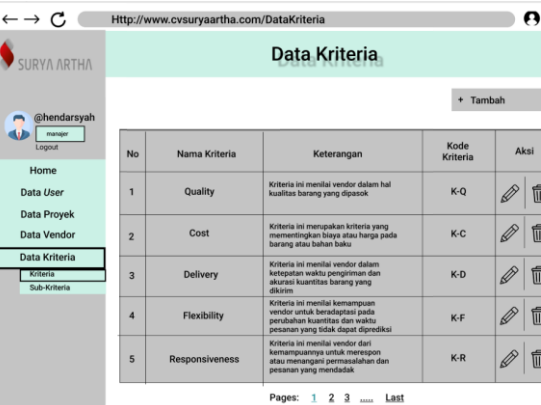 Http://www.cvsuryaartha.com/DataKriteria
SURYA ARTHA
Data Kriteria
@hendarsyah
manajer
Logout
Home
Data User
Data Proyek
Data Vendor
Data Kriteria
Kriteria
Sub-Kriteria
+ Tambah
No Nama Kriteria Keterangan Kode Kriteria Aksi
1 Quality Kriteria ini menilai vendor dalam hal
kualitas barang yang dipasok K-Q
2 Cost Kriteria ini merupakan kriteria yang
mementingkan biaya atau harga pada
barang atau bahan baku K-C
3 Delivery Kriteria ini menilai vendor dalam
ketepatan waktu pengiriman dan
akurasi kuantitas barang yang
dikirim K-D
4 Flexibility Kriteria ini menilai kemampuan
vendor untuk beradaptasi pada
perubahan kuantitas dan waktu
pesanan yang tidak dapat diprediksi K-F
5 Responsiveness Kriteria ini menilai vendor dari
kemampuannya untuk merespon
atau menangani permasalahan dan
pesanan yang mendadak K-R
Pages: 1 2 3 ..... Last